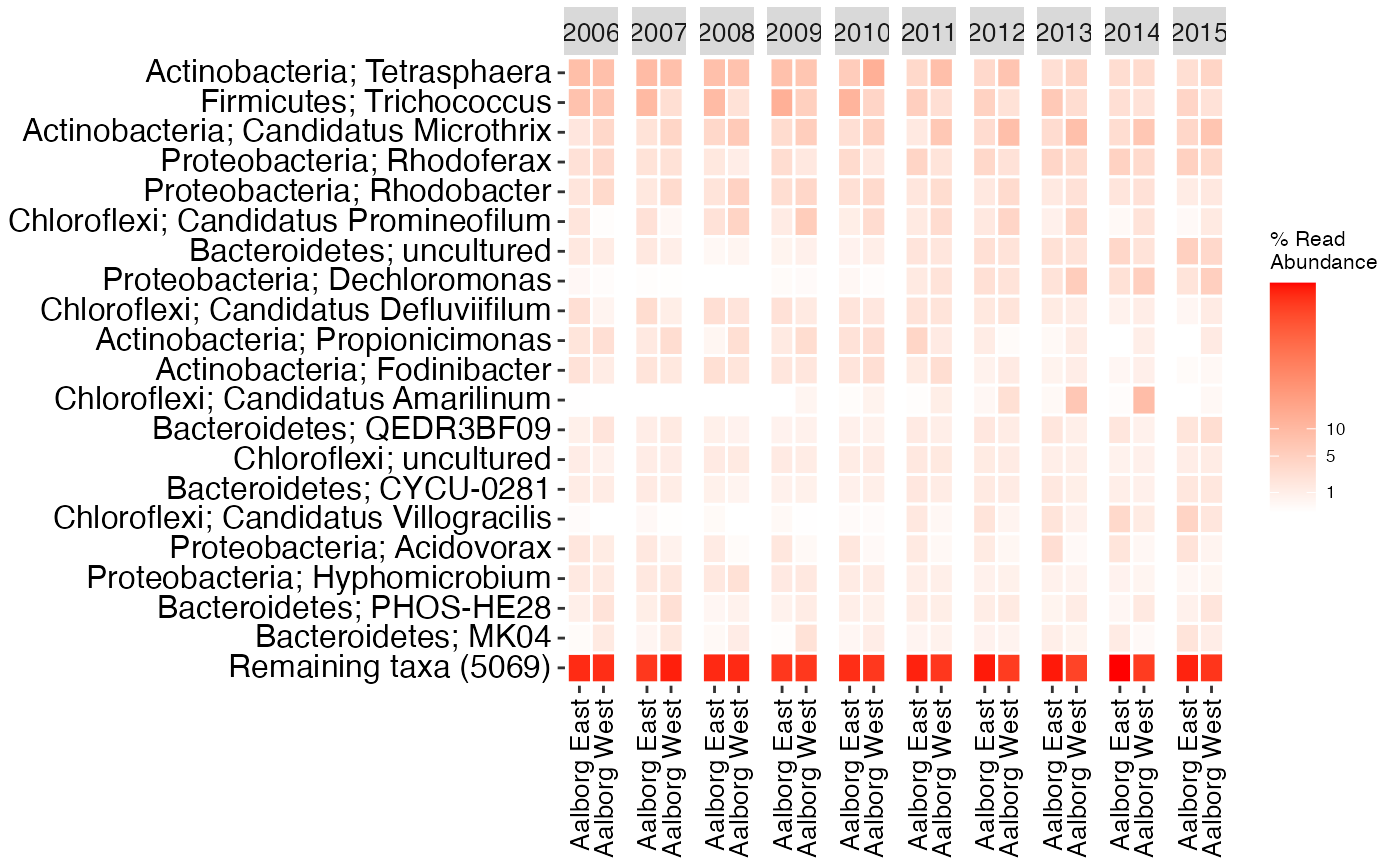 2006 2007 2008 2009 2010 2011 2012 2013 2014 2015
Actinobacteria; Tetrasphaera
Firmicutes; Trichococcus
Actinobacteria; Candidatus Microthrix
Proteobacteria; Rhodoferax
Proteobacteria; Rhodobacter
Chloroflexi; Candidatus Promineofilum
Bacteroidetes; uncultured
Proteobacteria; Dechloromonas
Chloroflexi; Candidatus Defluviifilum
Actinobacteria; Propionicimonas
Actinobacteria; Fodinibacter
Chloroflexi; Candidatus Amarilinum
Bacteroidetes; QEDR3BF09
Chloroflexi; uncultured
Bacteroidetes; CYCU-0281
Chloroflexi; Candidatus Villogracilis
Proteobacteria; Acidovorax
Proteobacteria; Hyphomicrobium
Bacteroidetes; PHOS-HE28
Bacteroidetes; MK04
Remaining taxa (5069)
Aalborg East
Aalborg West
Aalborg East
Aalborg West
Aalborg East
Aalborg West
Aalborg East
Aalborg West
Aalborg East
Aalborg West
Aalborg East
Aalborg West
Aalborg East
Aalborg West
Aalborg East
Aalborg West
Aalborg East
Aalborg West
Aalborg East
Aalborg West
% Read
Abundance
10
5
1